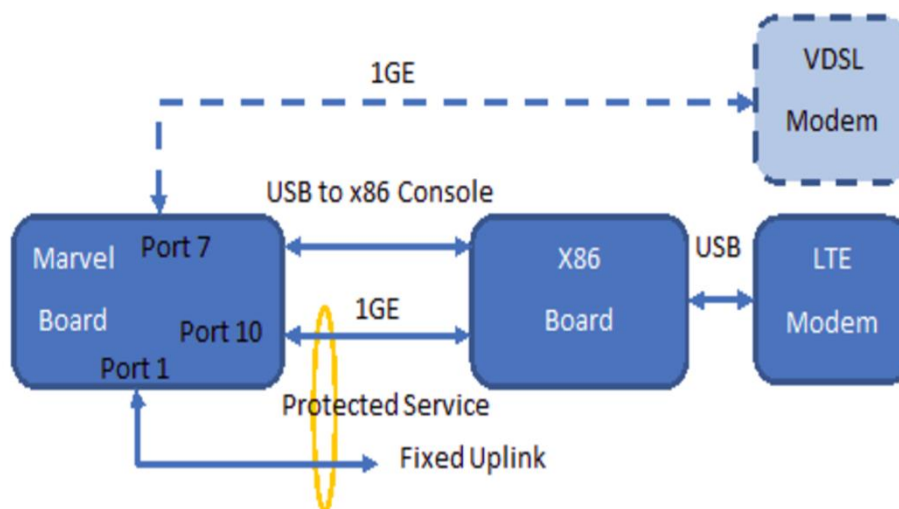 VDSL
Modem
1GE
USB to x86 Console
Marvel
Board
Port 7
Port 10
Port 1
1GE
X86
Board
USB
LTE
Modem
Protected Service
Fixed Uplink